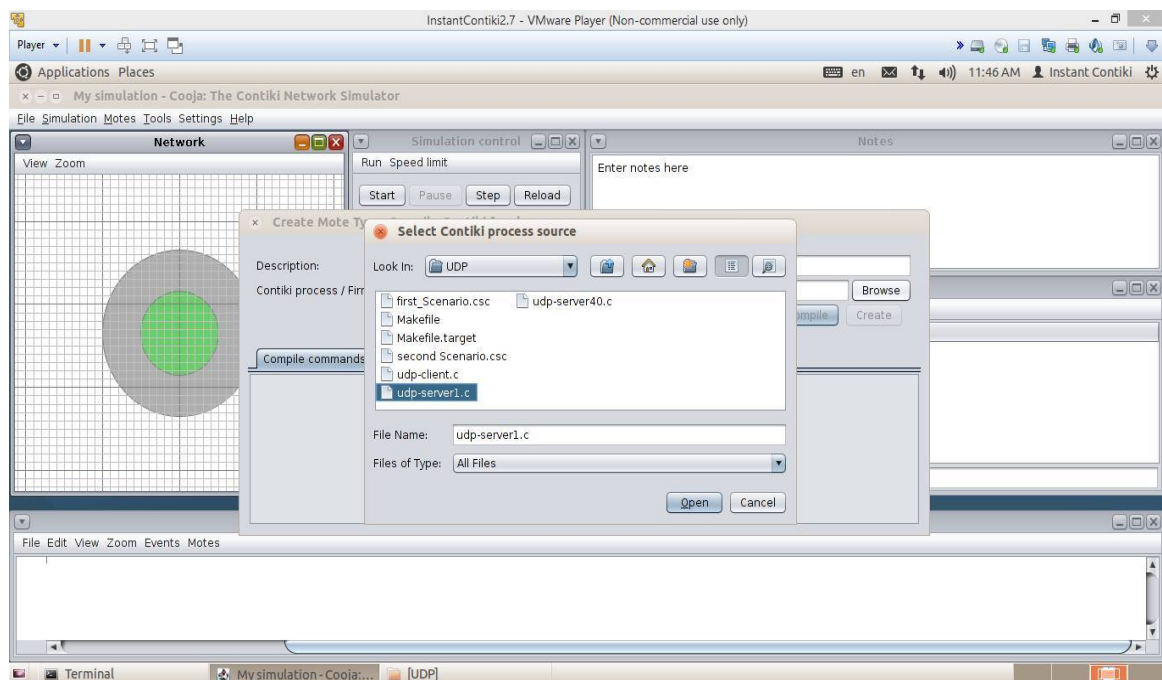 InstantContiki2.7 - VMware Player (Non-commercial use only)
Player
Applications Places
en 11:46 AM Instant Contiki
My simulation - Cooja: The Contiki Network Simulator
File Simulation Motes Tools Settings Help
Network
View Zoom
Simulation control
Run Speed limit
Start Pause Step Reload
Notes
Enter notes here
Create Mote
Description:
Contiki process /
Browse
Create
Compile commands
Select Contiki process source
Look In: UDP
first_Scenario.csc udp-server40.c
Makefile
Makefile.target
second Scenario.csc
udp-client.c
udp-server1.c
File Name: udp-server1.c
Files of Type: All Files
Open Cancel
File Edit View Zoom Events Motes
Terminal My simulation - Cooja:... [UDP]